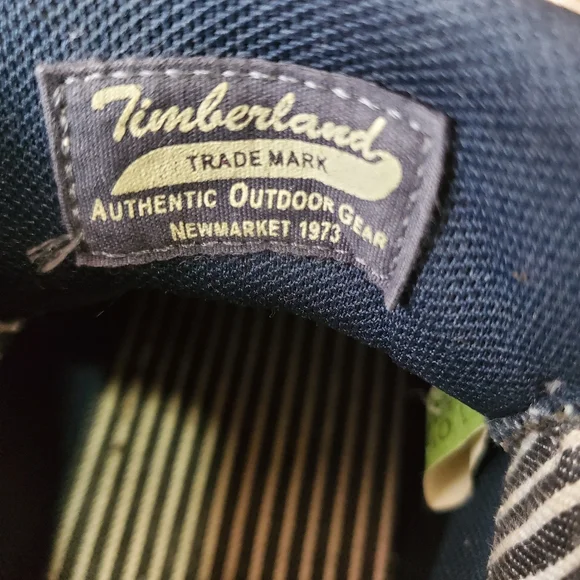 Timberland
TRADE MARK
AUTHENTIC OUTDOOR GEAR
NEWMARKET 1973